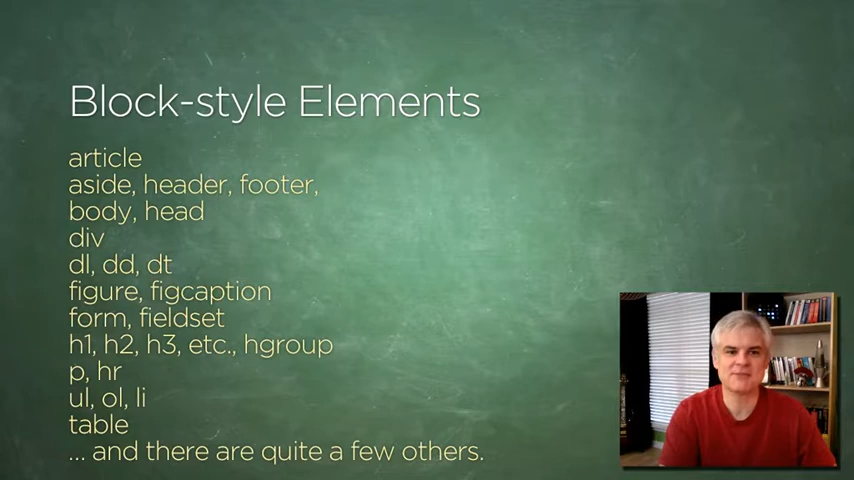 Block-style Elements
article
aside, header, footer,
body, head
div
dl, dd, dt
figure, figcaption
form, fieldset
h1, h2, h3, etc., hgroup
p, hr
ul, ol, li
table
... and there are quite a few others.